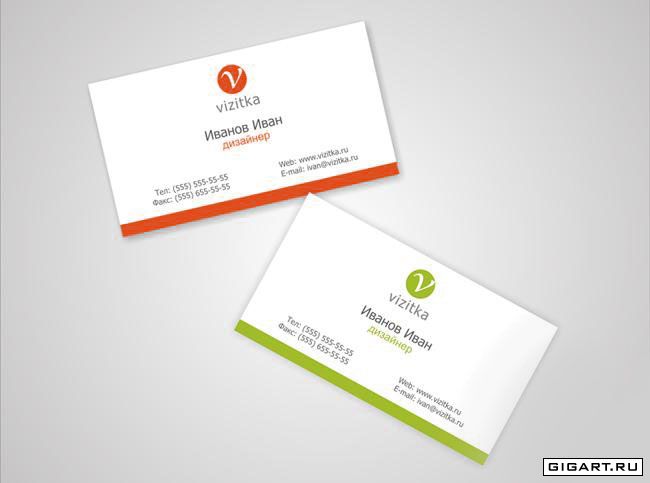 v
vizitka
Иванов Иван
дизайнер
Тел: (555) 555-55-55
Факс: (555) 655-55-55
Web: www.vizitka.ru
E-mail: ivan@vizitka.ru
v
vizitka
Иванов Иван
дизайнер
Тел: (555) 555-55-55
Факс: (555) 655-55-55
Web: www.vizitka.ru
E-mail: ivan@vizitka.ru
GIGART.RU